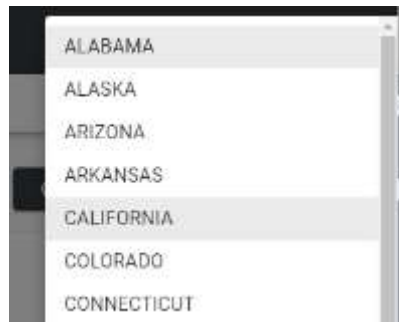 ALABAMA
ALASKA
ARIZONA
ARKANSAS
CALIFORNIA
COLORADO
CONNECTICUT